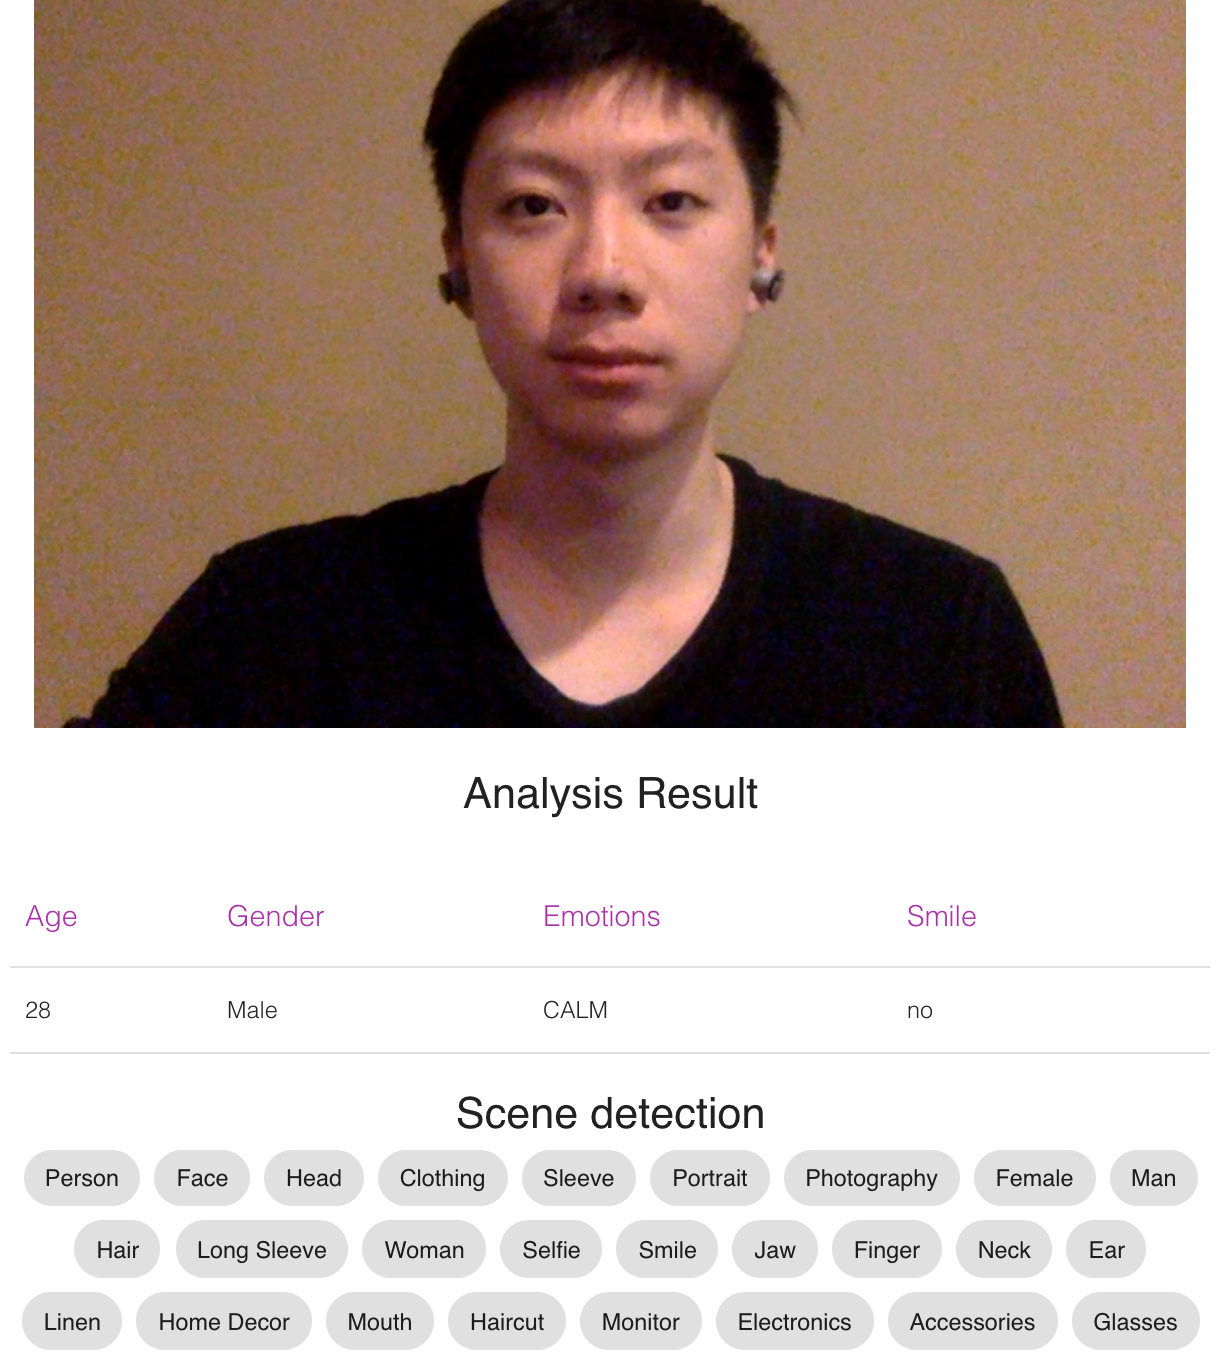 Analysis Result
Age Gender Emotions Smile
28 Male CALM no
Scene detection
Person Face Head Clothing Sleeve Portrait Photography Female Man
Hair Long Sleeve Woman Selfie Smile Jaw Finger Neck Ear
Linen Home Decor Mouth Haircut Monitor Electronics Accessories Glasses